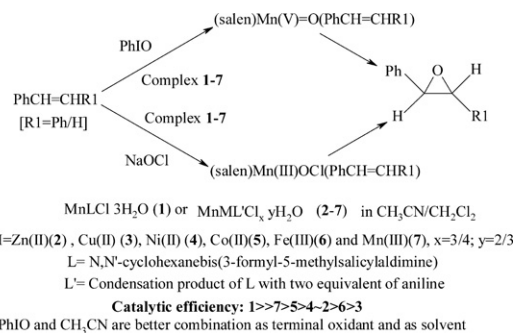 (salen)Mn(V)=O(PhCH=CHR1)
PhIO
Complex 1-7
Ph
O
H
PhCH=CHR1
[R1=Ph/H]
Complex 1-7
H
R1
NaOCl
(salen)Mn(III)OCl(PhCH=CHR1)
MnLCl 3H₂O (1) or MnML'Clₓ yH₂O (2-7) in CH₃CN/CH₂Cl₂
=Zn(II)(2) , Cu(II) (3), Ni(II) (4), Co(II)(5), Fe(III)(6) and Mn(III)(7), x=3/4; y=2/3
L= N,N'-cyclohexanebis(3-formyl-5-methylsalicylaldimine)
L'= Condensation product of L with two equivalent of aniline
Catalytic efficiency: 1>>7>5>4~2>6>3
PhIO and CH₃CN are better combination as terminal oxidant and as solvent